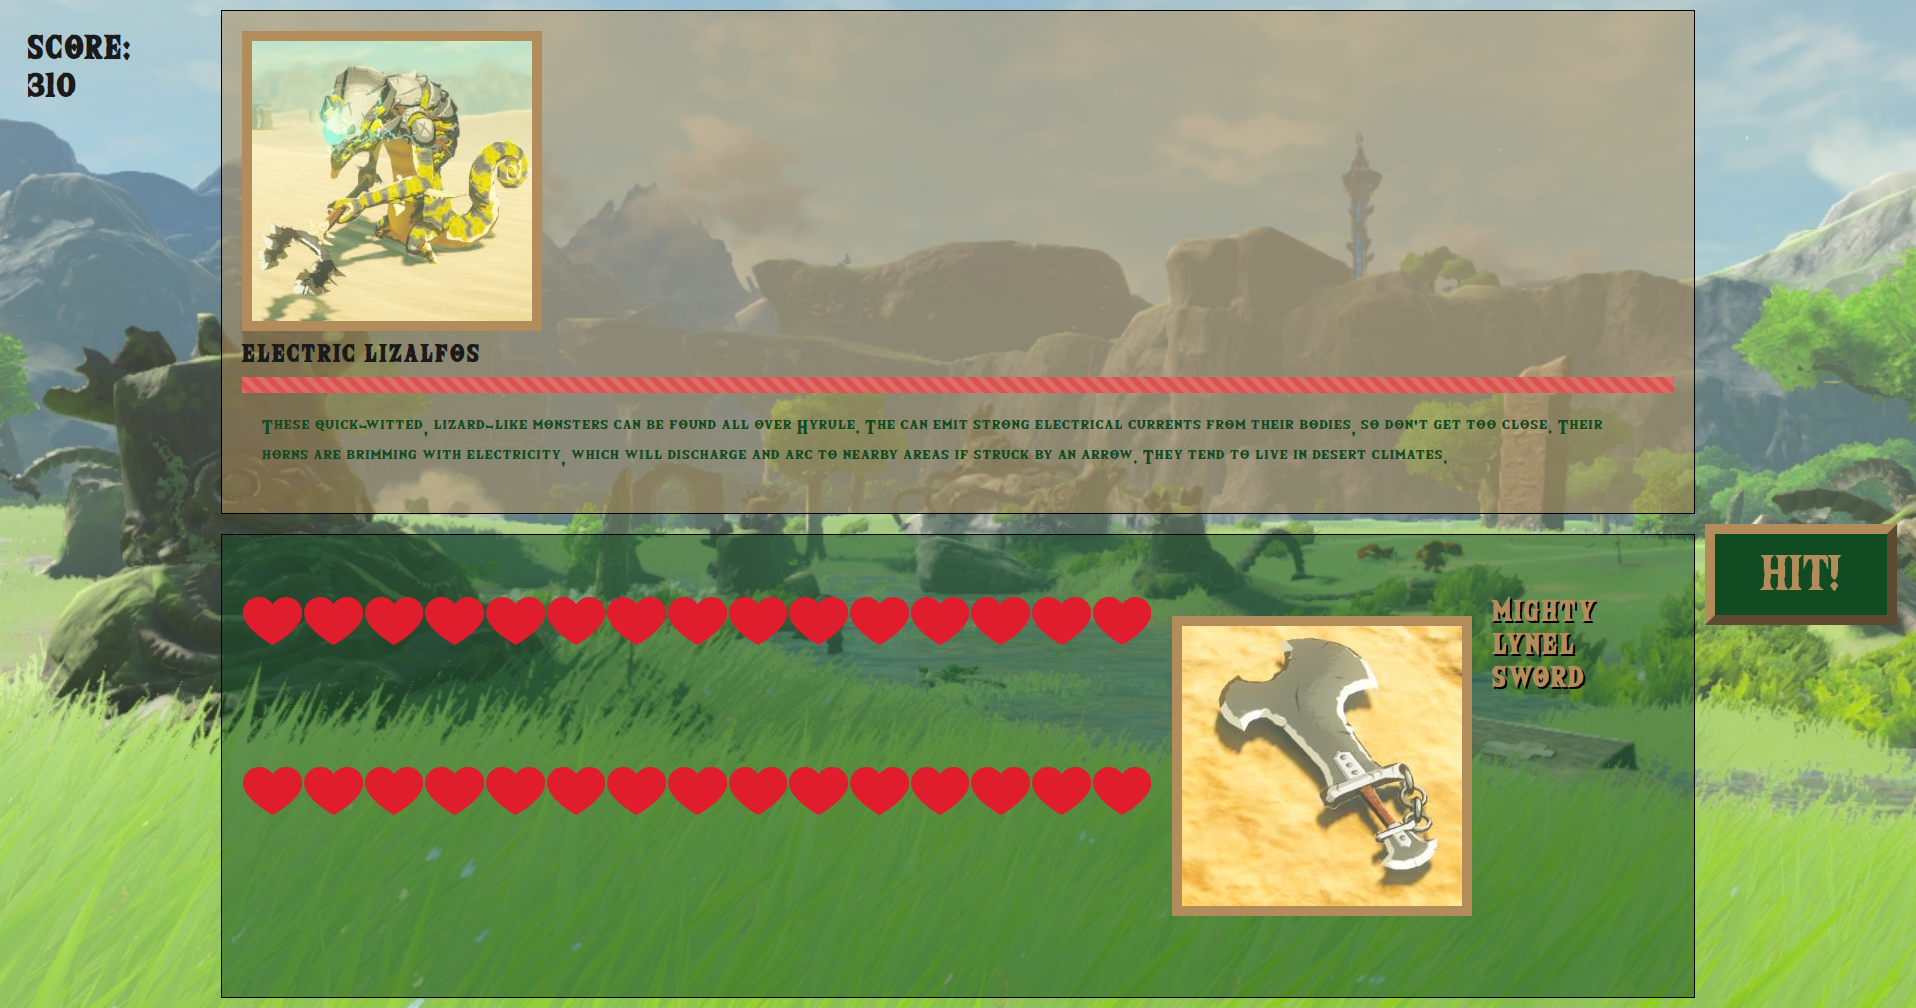 SCORE:
310
ELECTRIC LIZALFOS
These quick-witted, lizard-like monsters can be found all over Hyrule. The can emit strong electrical currents from their bodies, so don't get too close. Their
horns are brimming with electricity, which will discharge and arc to nearby areas if struck by an arrow. They tend to live in desert climates.
HIT!
MIGHTY
LYNEL
SWORD